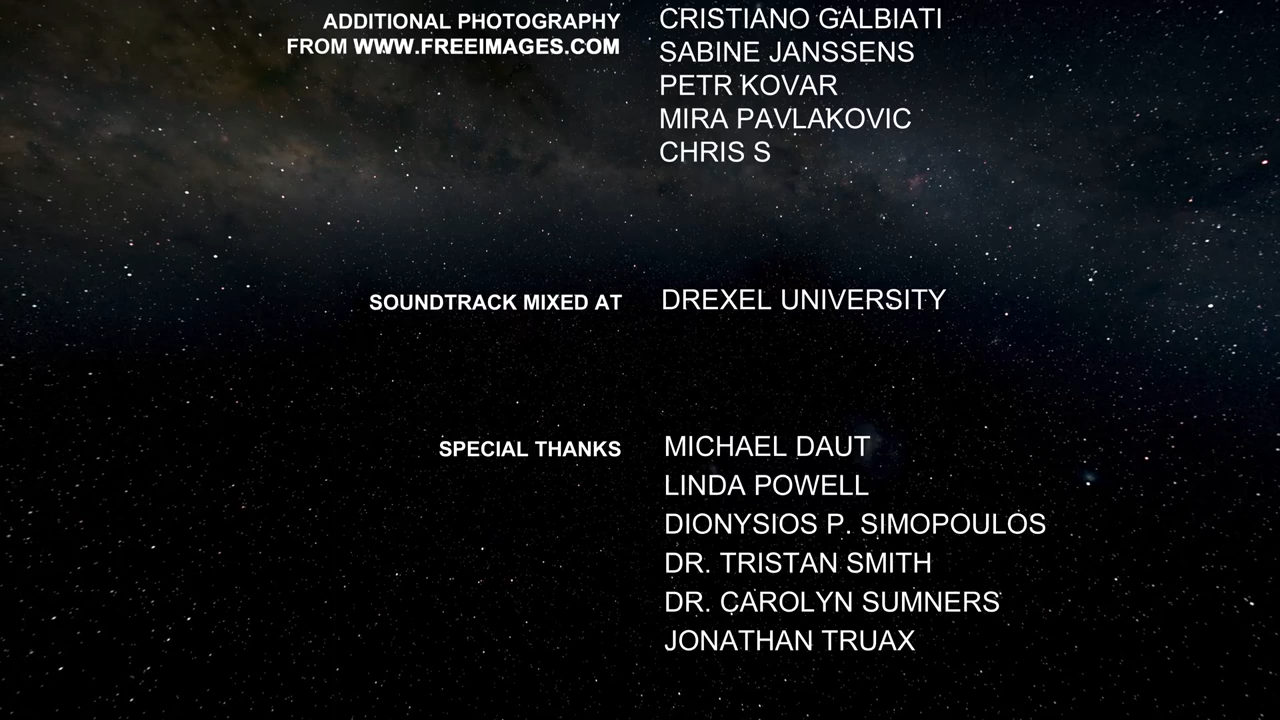 ADDITIONAL PHOTOGRAPHY
FROM WWW.FREEIMAGES.COM
CRISTIANO GALBIATI
SABINE JANSSENS
PETR KOVAR
MIRA PAVLAKOVIC
CHRIS S
SOUNDTRACK MIXED AT DREXEL UNIVERSITY
SPECIAL THANKS MICHAEL DAUT
LINDA POWELL
DIONYSIOS P. SIMOPOULOS
DR. TRISTAN SMITH
DR. CAROLYN SUMNERS
JONATHAN TRUAX